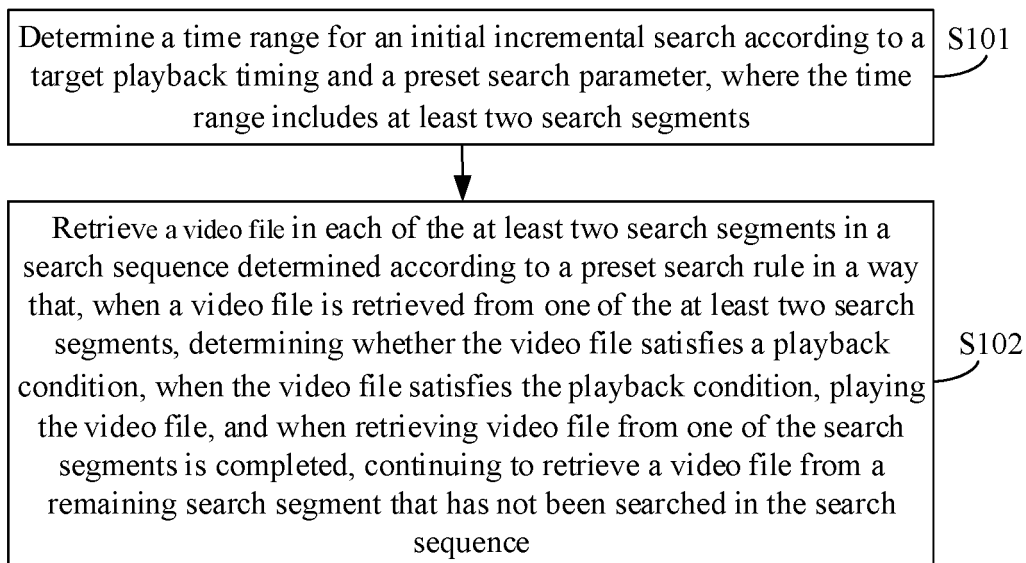 Determine a time range for an initial incremental search according to a
target playback timing and a preset search parameter, where the time
range includes at least two search segments
S101
Retrieve a video file in each of the at least two search segments in a
search sequence determined according to a preset search rule in a way
that, when a video file is retrieved from one of the at least two search
segments, determining whether the video file satisfies a playback
condition, when the video file satisfies the playback condition, playing
the video file, and when retrieving video file from one of the search
segments is completed, continuing to retrieve a video file from a
remaining search segment that has not been searched in the search
sequence
S102